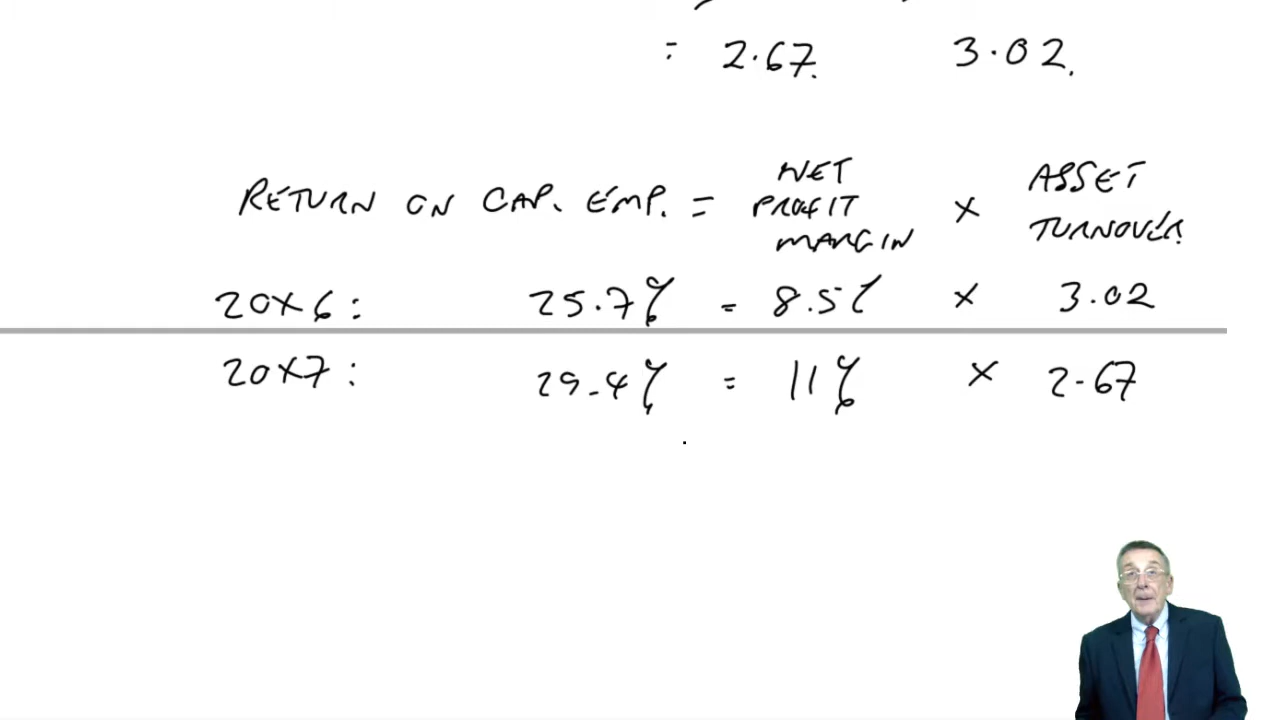 = 2.67. 3.02.
RETURN ON CAP. EMP. = NET PROFIT MARGIN × ASSET TURNOVER.
20X6: 25.7% = 8.5% × 3.02
20X7: 29.4% = 11% × 2.67